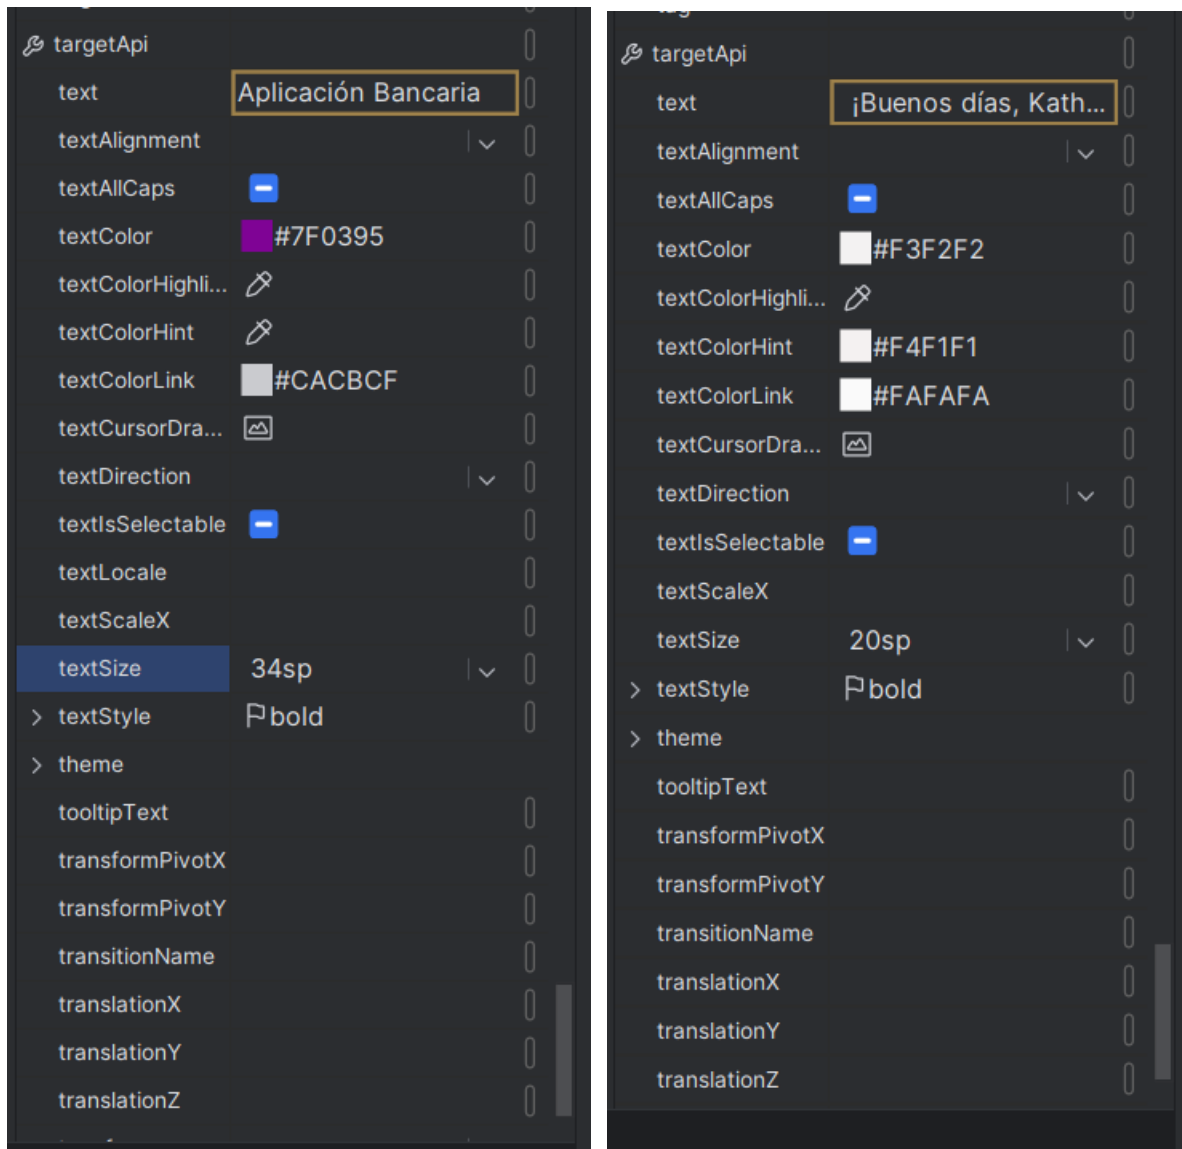 targetApi
text Aplicación Bancaria
textAlignment
textAllCaps
textColor #7F0395
textColorHighli...
textColorHint
textColorLink #CACBCF
textCursorDra...
textDirection
textIsSelectable
textLocale
textScaleX
textSize 34sp
textStyle bold
theme
tooltipText
transformPivotX
transformPivotY
transitionName
translationX
translationY
translationZ
targetApi
text ¡Buenos días, Kath...
textAlignment
textAllCaps
textColor #F3F2F2
textColorHighli...
textColorHint #F4F1F1
textColorLink #FAFAFA
textCursorDra...
textDirection
textIsSelectable
textScaleX
textSize 20sp
textStyle bold
theme
tooltipText
transformPivotX
transformPivotY
transitionName
translationX
translationY
translationZ